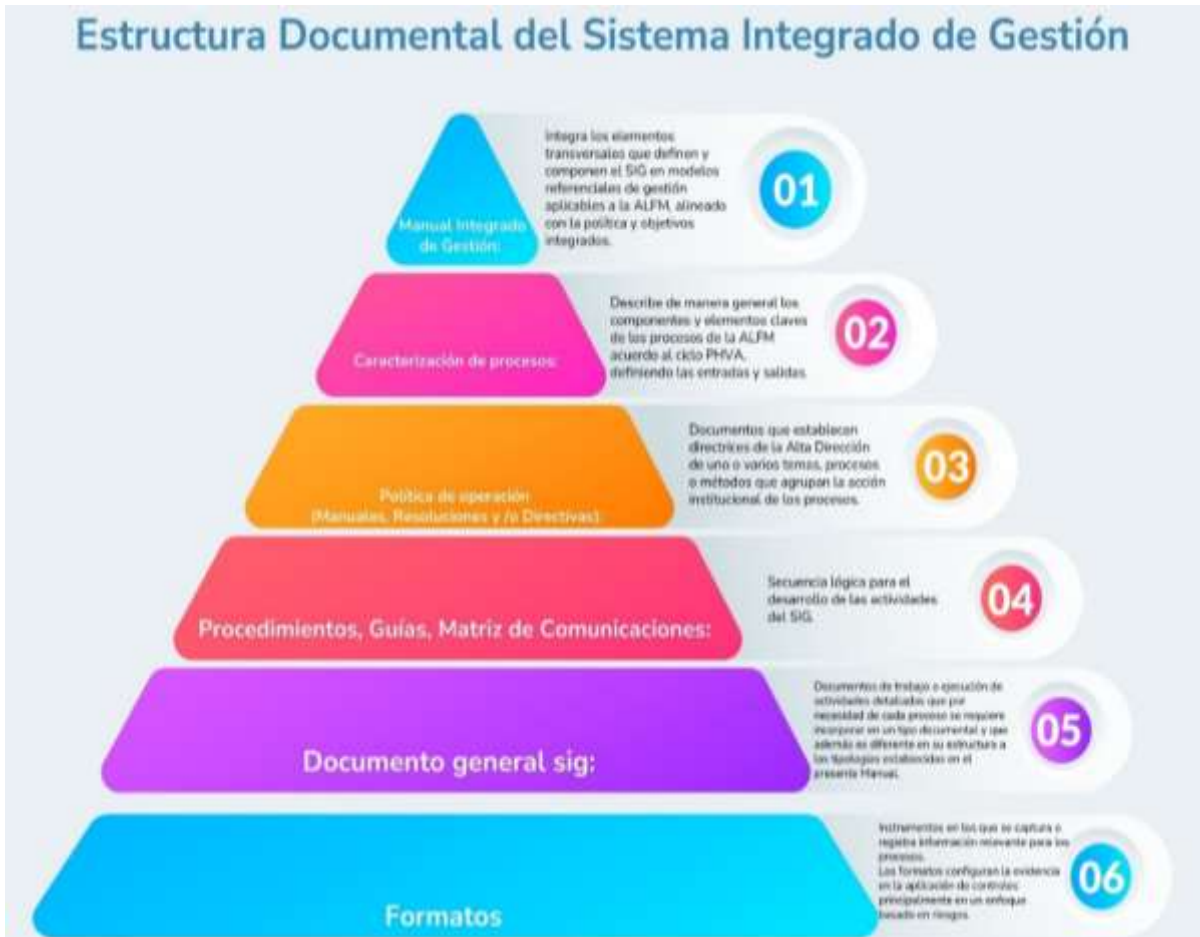 Estructura Documental del Sistema Integrado de Gestión
Manual Integrado
de Gestión:
Integra los elementos
transversales que definen y
componen el SIG en modelos
referenciales de gestión
aplicables a la ALFM, alineado
con la política y objetivos
integrados.
01
Caracterización de procesos:
Describe de manera general los
componentes y elementos claves
de los procesos de la ALFM
acuerdo al ciclo PHVA,
definiendo las entradas y salidas.
02
Política de operación
(Manuales, Resoluciones y /o Directivas):
Documentos que establecen
directrices de la Alta Dirección
de uno o varios temas, procesos
o métodos que agrupan la acción
institucional de los procesos.
03
Procedimientos, Guías, Matriz de Comunicaciones:
Secuencia lógica para el
desarrollo de las actividades
del SIG.
04
Documento general sig:
Documentos de trabajo o ejecución de
actividades detalladas que por
necesidad de cada proceso se requiere
incorporar en un tipo documental y que
además es diferente en su estructura a
las tipologías establecidas en el
presente Manual.
05
Formatos
Instrumentos en los que se captura o
registra información relevante para los
procesos.
Los formatos configuran la evidencia
en la aplicación de controles
principalmente en un enfoque
basado en riesgos.
06